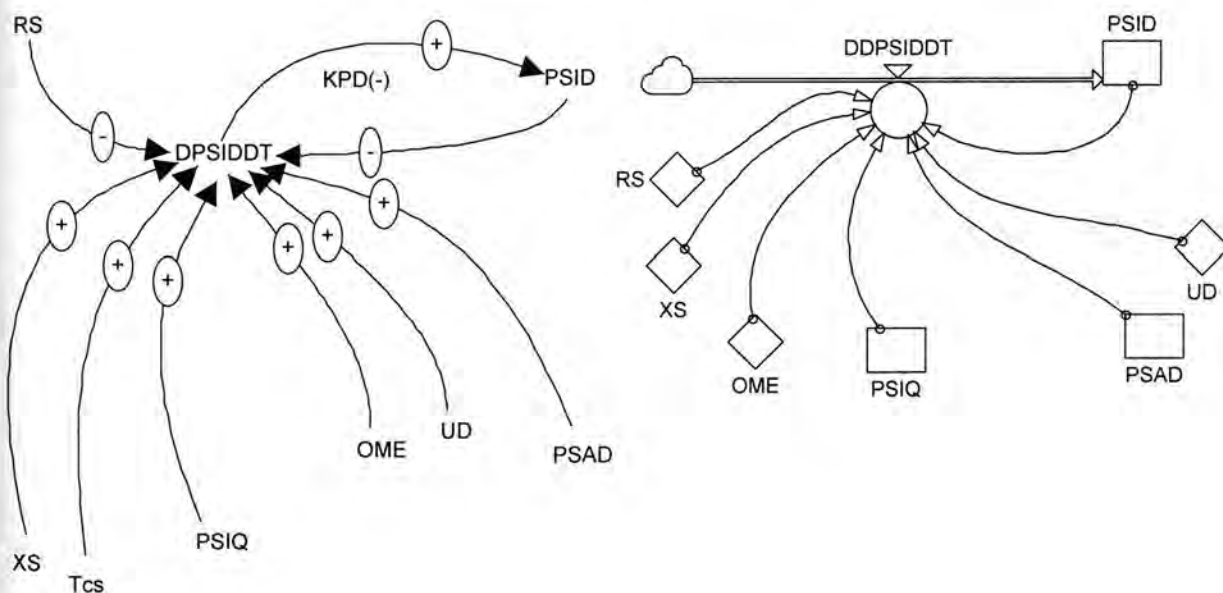 RS
+
KPD(-)
PSID
-
-
DPSIDDT
+
+
+
+
+
+
OME
UD
PSAD
PSIQ
XS
Tcs
PSID
DDPSIDDT
RS
XS
UD
OME
PSIQ
PSAD